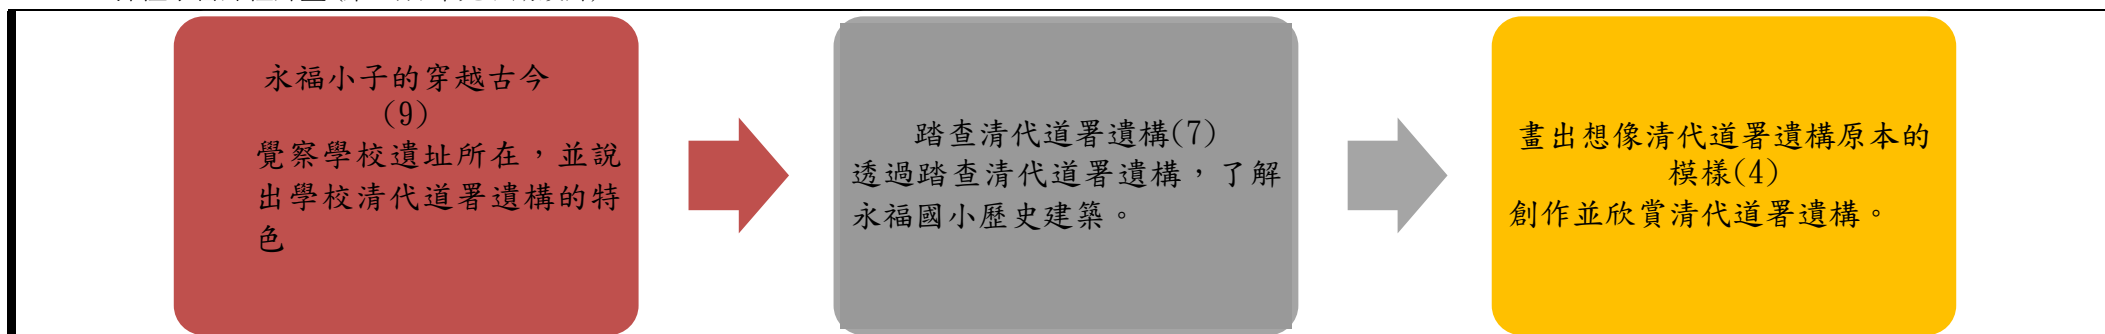 永福小子的穿越古今
(9)
覺察學校遺址所在，並說
出學校清代道署遺構的特
色
踏查清代道署遺構(7)
透過踏查清代道署遺構，了解
永福國小歷史建築。
畫出想像清代道署遺構原本的
模樣(4)
創作並欣賞清代道署遺構。